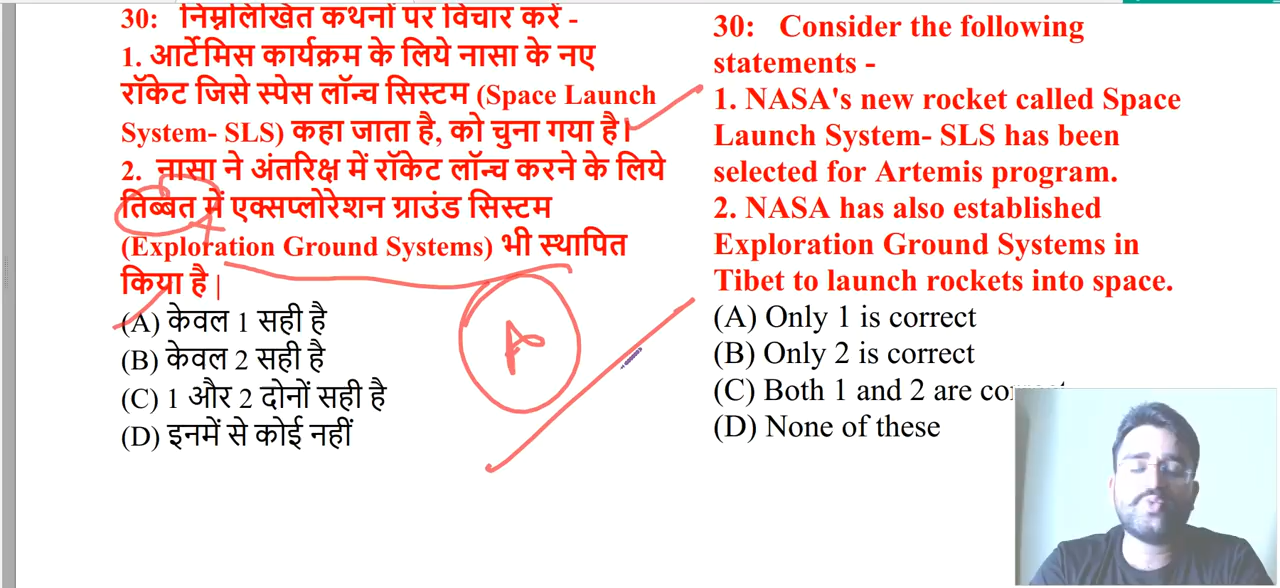 30: निम्नलिखित कथनों पर विचार करें -
1. आर्टेमिस कार्यक्रम के लिये नासा के नए
रॉकेट जिसे स्पेस लॉन्च सिस्टम (Space Launch
System- SLS) कहा जाता है, को चुना गया है।
2. नासा ने अंतरिक्ष में रॉकेट लॉन्च करने के लिये
तिब्बत में एक्सप्लोरेशन ग्राउंड सिस्टम
(Exploration Ground Systems) भी स्थापित
किया है|
(A) केवल 1 सही है
(B) केवल 2 सही है
(C) 1 और 2 दोनों सही है
(D) इनमें से कोई नहीं
A
30: Consider the following
statements -
1. NASA's new rocket called Space
Launch System- SLS has been
selected for Artemis program.
2. NASA has also established
Exploration Ground Systems in
Tibet to launch rockets into space.
(A) Only 1 is correct
(B) Only 2 is correct
(C) Both 1 and 2 are
(D) None of these